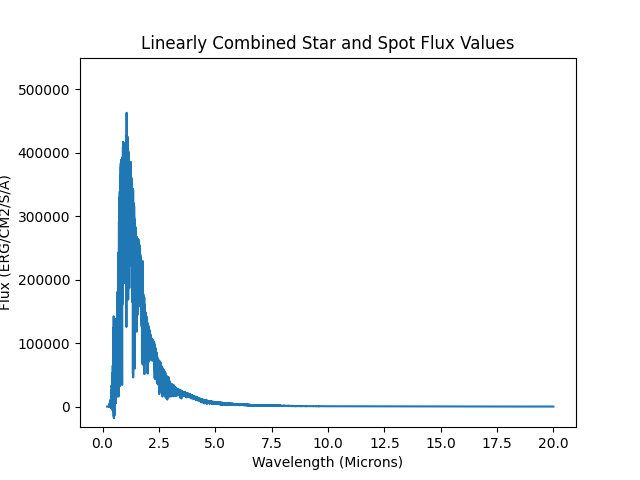 Linearly Combined Star and Spot Flux Values
500000
400000
300000
200000
100000
0
Flux (ERG/CM2/S/A)
0.0 2.5 5.0 7.5 10.0 12.5 15.0 17.5 20.0
Wavelength (Microns)